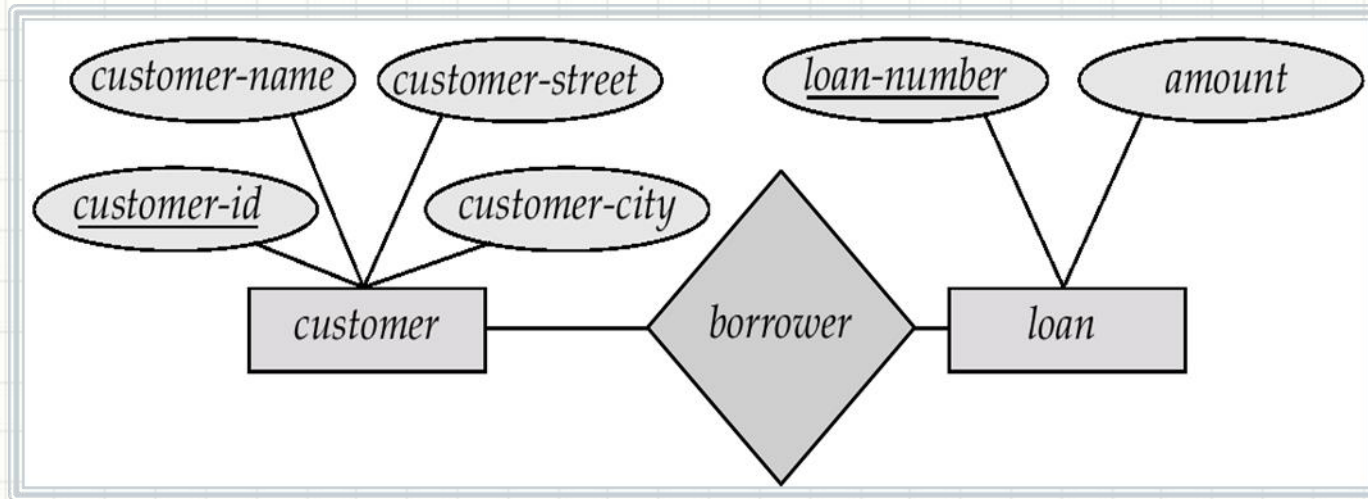 customer-name
customer-street
loan-number
amount
customer-id
customer-city
customer
borrower
loan